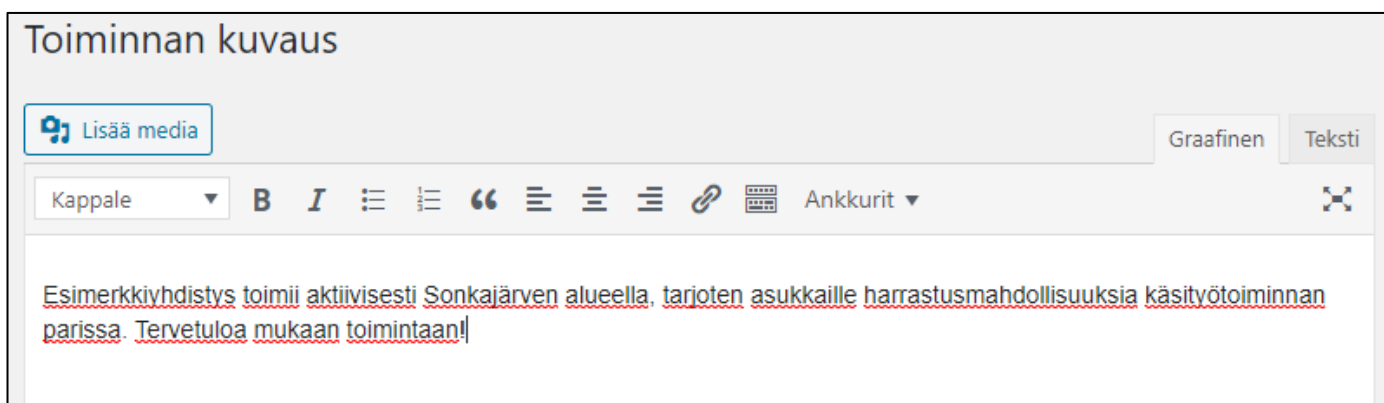 Toiminnan kuvaus
Lisää media
Graafinen Teksti
Kappale B I Ankkurit
Esimerkkiyhdistys toimii aktiivisesti Sonkajärven alueella, tarjoten asukkaille harrastusmahdollisuuksia käsityötoiminnan
parissa. Tervetuloa mukaan toimintaan!